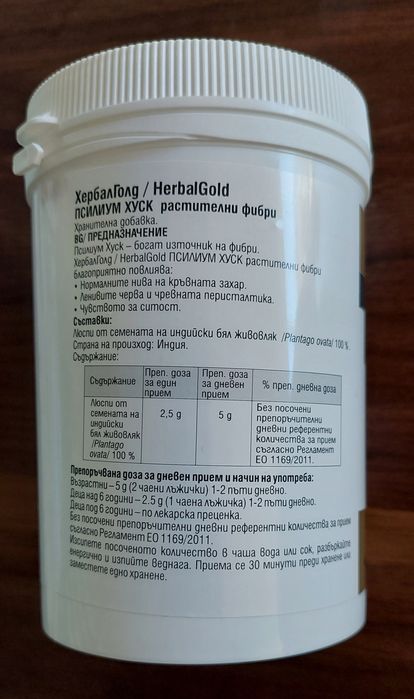 ХербалГолд / HerbalGold
ПСИЛИУМ ХУСК растителни фибри
Хранителна добавка.
BG/ ПРЕДНАЗНАЧЕНИЕ
Псилиум Хуск – богат източник на фибри.
ХербалГолд / HerbalGold ПСИЛИУМ ХУСК растителни фибри
благоприятно повлиява:
• Нормалните нива на кръвната захар.
• Ленивите черва и чревната перисталтика.
• Чувството за ситост.
Съставки:
Люспи от семената на индийски бял живовляк /Plantago ovata/ 100 %
Страна на произход: Индия.
Съдържание:
Съдържание
Преп. доза
за един
прием
Преп. доза
за дневен
прием
% преп. дневна доза
Люспи от
семената на
индийски
бял живовляк
/Plantago
ovata/ 100 %
2,5 g
5 g
Без посочени
препоръчителни
дневни референтни
количества за прием
съгласно Регламент
ЕО 1169/2011.
Препоръчвана доза за дневен прием и начин на употреба:
Възрастни – 5 g (2 чаени лъжички) 1-2 пъти дневно.
Деца над 6 години – 2.5 g (1 чаена лъжичка) 1-2 пъти дневно.
Деца под 6 години – по лекарска преценка.
Без посочени препоръчителни дневни референтни количества за прием
съгласно Регламент ЕО 1169/2011.
Изсипете посоченото количество в чаша вода или сок, разбъркайте
енергично и изпийте веднага. Приема се 30 минути преди хранене или
заместете едно хранене.